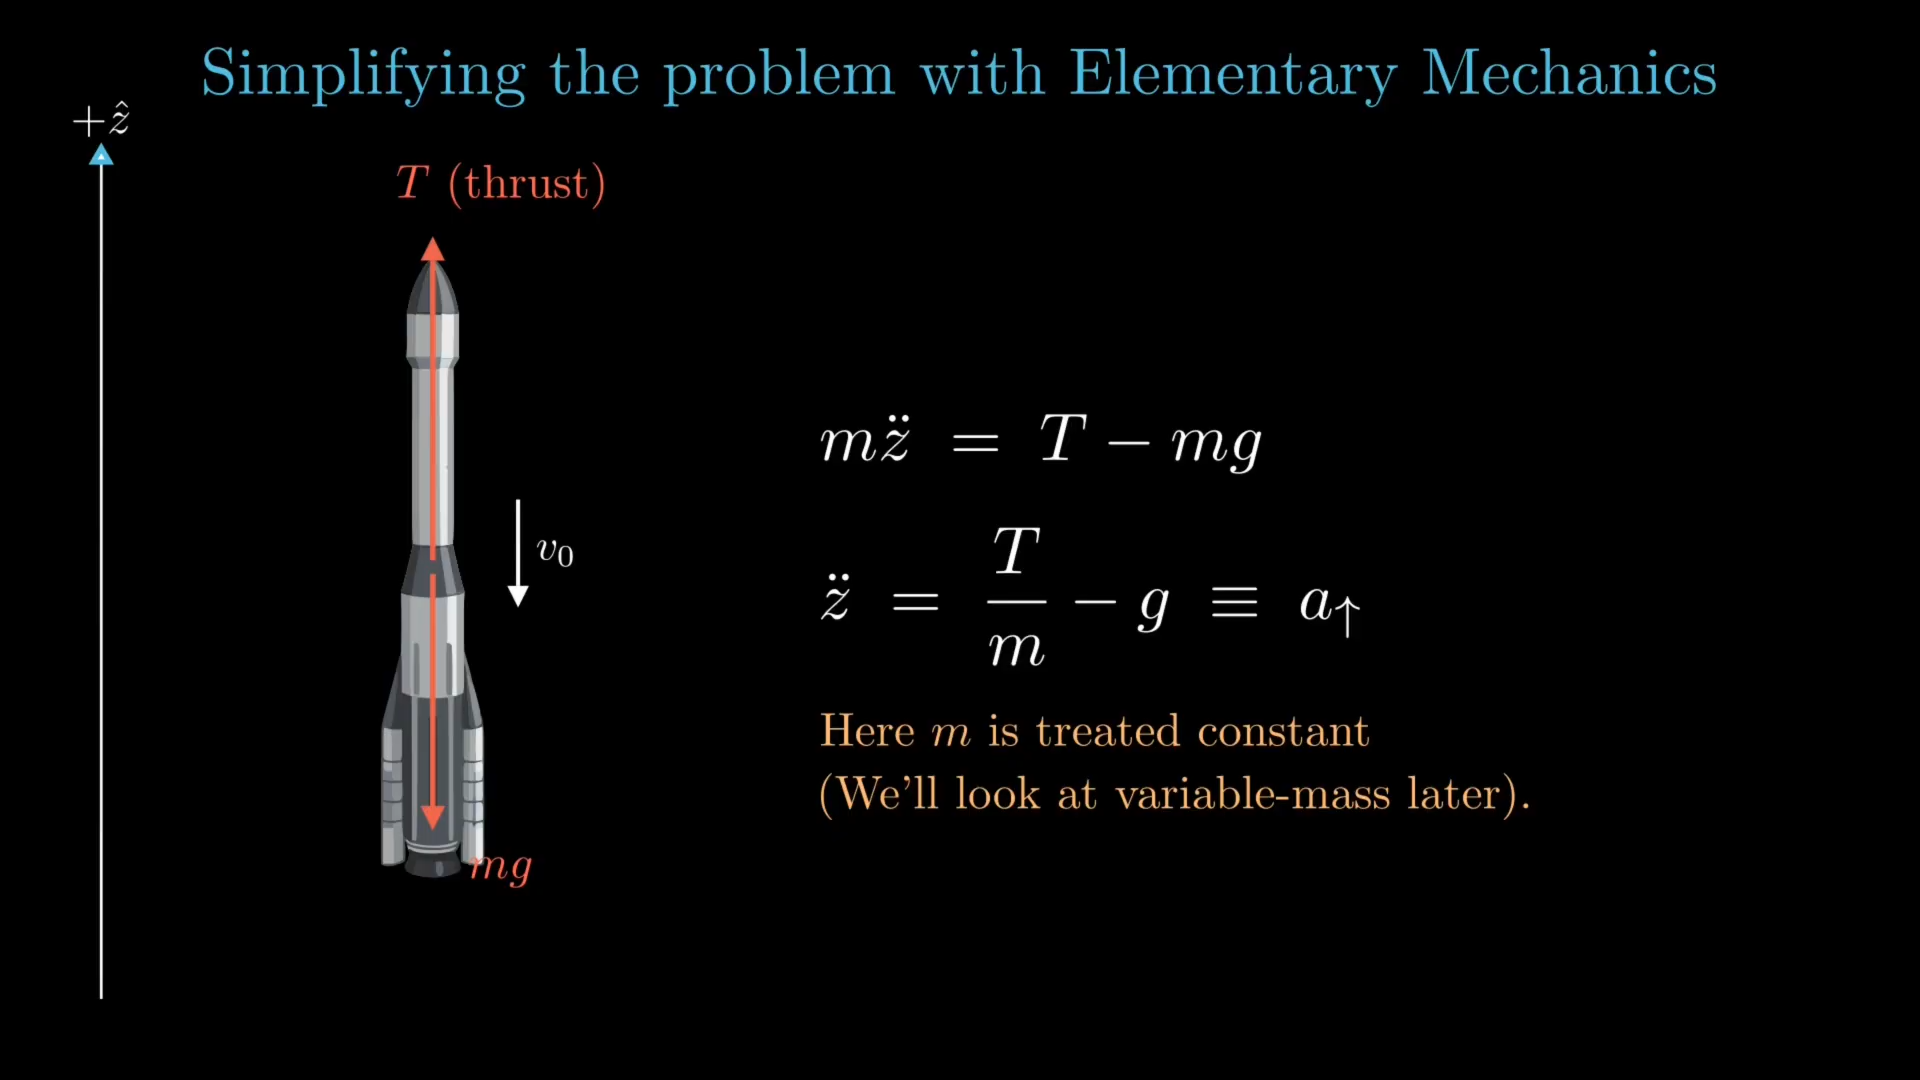 Simplifying the problem with Elementary Mechanics
+ẑ
T (thrust)
v₀
mg
mz̈ = T − mg
z̈ = T/m − g ≡ a↑
Here m is treated constant
(We'll look at variable-mass later).